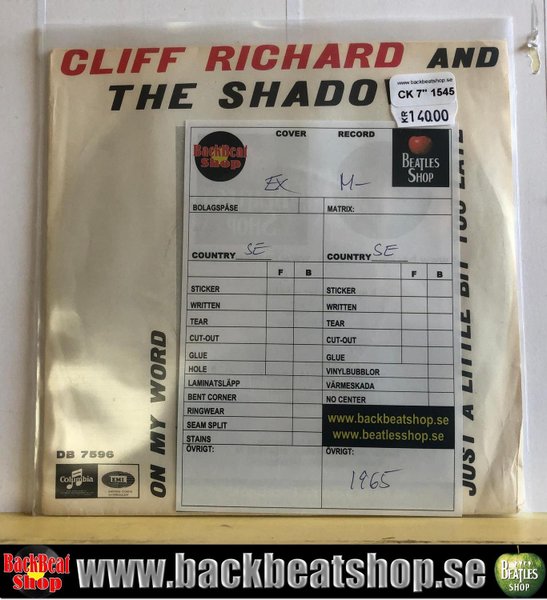 CLIFF RICHARD AND
THE SHADO
www.backbeatshop.se
CK 7" 1545
KR 140.00
ON MY WORD
JUST A LITTLE BIT TOO LATE
DB 7596
Columbia
EMI
BackBeat
Shop
COVER
RECORD
BEATLES
SHOP
EX
M-
BOLAGSPÅSE
MATRIX:
COUNTRY SE
COUNTRY SE
F B
F B
STICKER
STICKER
WRITTEN
WRITTEN
TEAR
TEAR
CUT-OUT
CUT-OUT
GLUE
GLUE
HOLE
VINYLBUBBLOR
LAMINATSLÄPP
VÄRMESKADA
BENT CORNER
NO CENTER
RINGWEAR
SEAM SPLIT
STAINS
www.backbeatshop.se
www.beatlesshop.se
ÖVRIGT:
ÖVRIGT:
1965
BackBeat
Shop
www.backbeatshop.se
BEATLES
SHOP